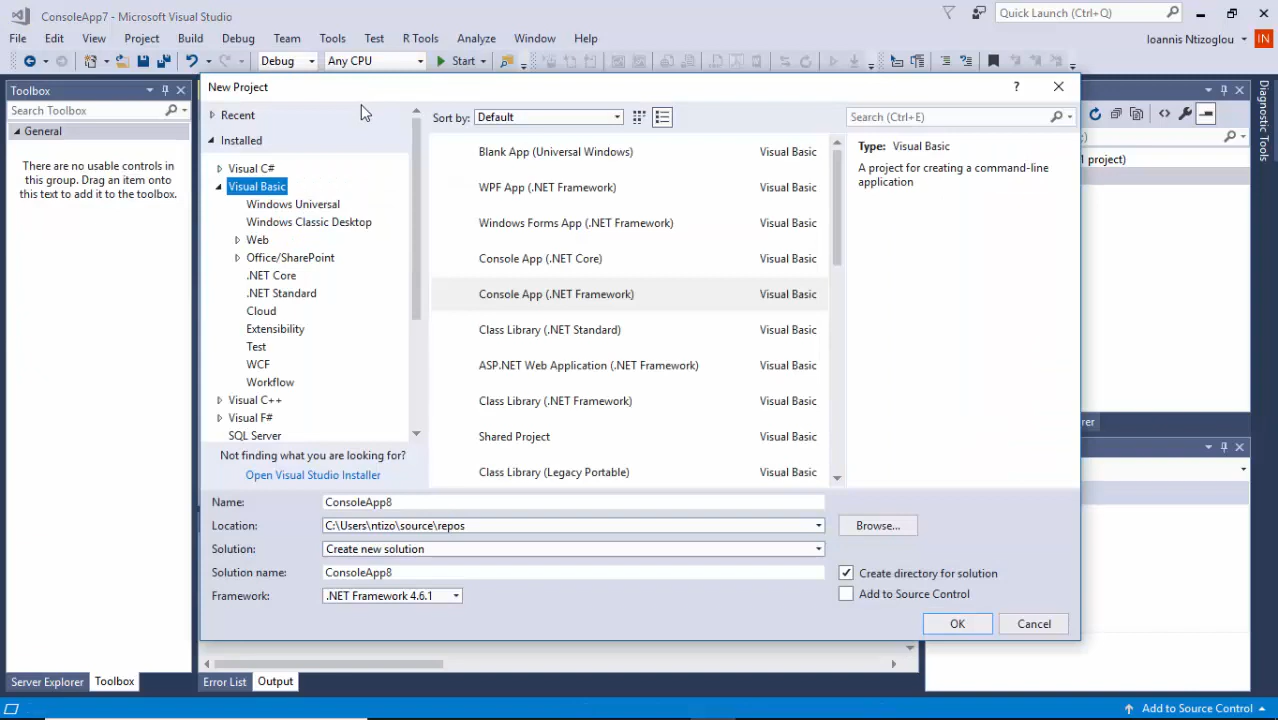 ConsoleApp7 - Microsoft Visual Studio
Quick Launch (Ctrl+Q)
File Edit View Project Build Debug Team Tools Test R Tools Analyze Window Help
Ioannis Ntizoglou IN
Debug Any CPU Start
Toolbox
Search Toolbox
General
There are no usable controls in
this group. Drag an item onto
this text to add it to the toolbox.
New Project
?
Recent
Installed
Visual C#
Visual Basic
Windows Universal
Windows Classic Desktop
Web
Office/SharePoint
.NET Core
.NET Standard
Cloud
Extensibility
Test
WCF
Workflow
Visual C++
Visual F#
SQL Server
Not finding what you are looking for?
Open Visual Studio Installer
Sort by: Default
Blank App (Universal Windows) Visual Basic
WPF App (.NET Framework) Visual Basic
Windows Forms App (.NET Framework) Visual Basic
Console App (.NET Core) Visual Basic
Console App (.NET Framework) Visual Basic
Class Library (.NET Standard) Visual Basic
ASP.NET Web Application (.NET Framework) Visual Basic
Class Library (.NET Framework) Visual Basic
Shared Project Visual Basic
Class Library (Legacy Portable) Visual Basic
Search (Ctrl+E)
Type: Visual Basic
A project for creating a command-line
application
Name: ConsoleApp8
Location: C:\Users\ntizo\source\repos
Browse...
Solution: Create new solution
Solution name: ConsoleApp8
Create directory for solution
Framework: .NET Framework 4.6.1
Add to Source Control
OK Cancel
1 project)
rer
Diagnostic Tools
Server Explorer Toolbox
Error List Output
Add to Source Control